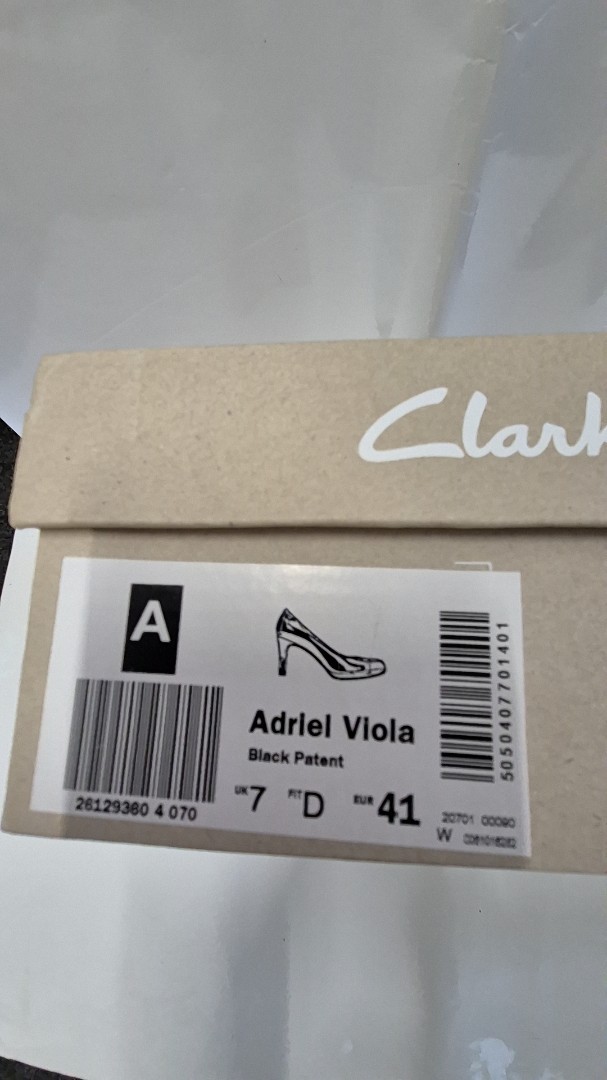 Clark
A
Adriel Viola
Black Patent
UK 7 FIT D EUR 41
26129360 4 070
5050407701401
20701 00090
W